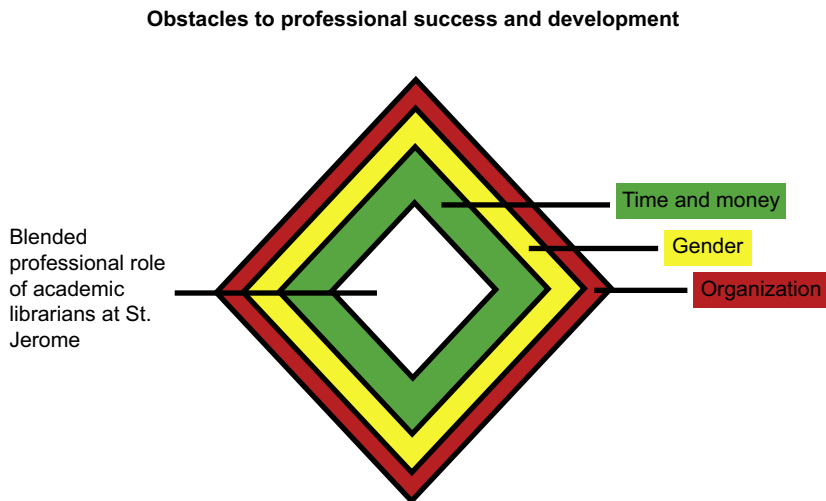 Obstacles to professional success and development
Time and money
Gender
Organization
Blended
professional role
of academic
librarians at St.
Jerome